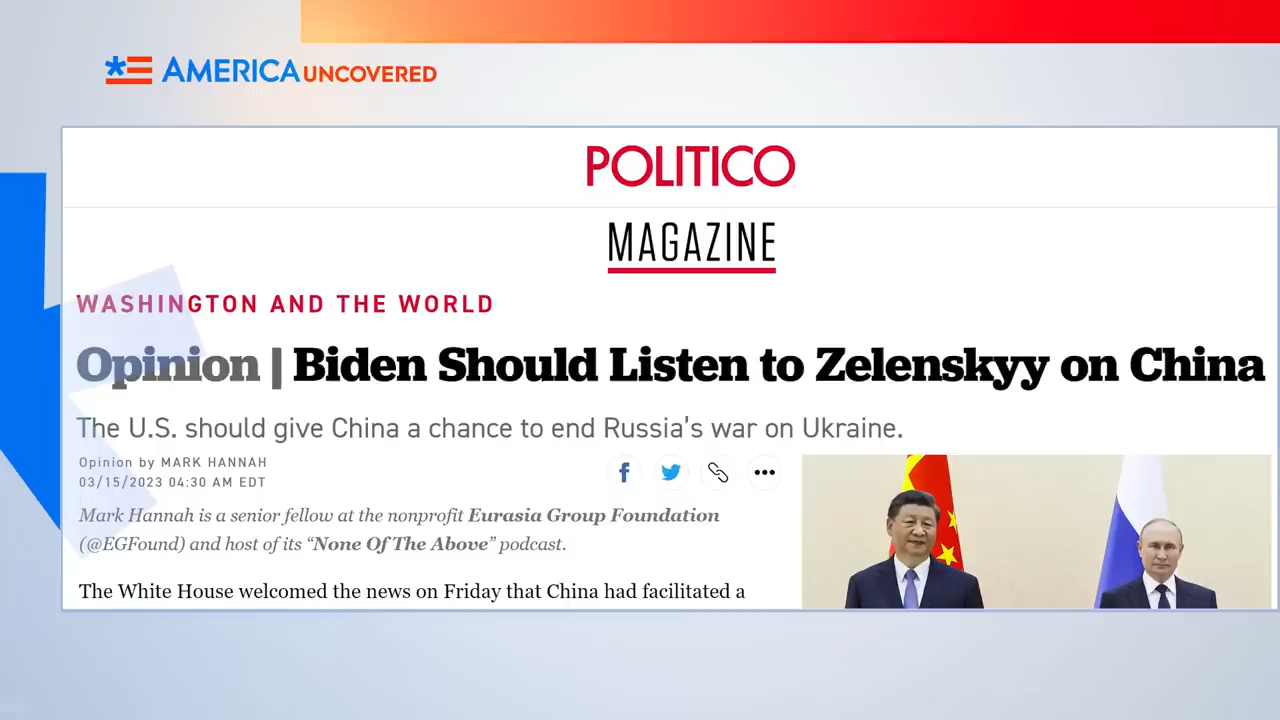 AMERICA UNCOVERED
POLITICO
MAGAZINE
WASHINGTON AND THE WORLD
Opinion | Biden Should Listen to Zelenskyy on China
The U.S. should give China a chance to end Russia's war on Ukraine.
Opinion by MARK HANNAH
03/15/2023 04:30 AM EDT
Mark Hannah is a senior fellow at the nonprofit Eurasia Group Foundation
(@EGFound) and host of its “None Of The Above” podcast.
The White House welcomed the news on Friday that China had facilitated a